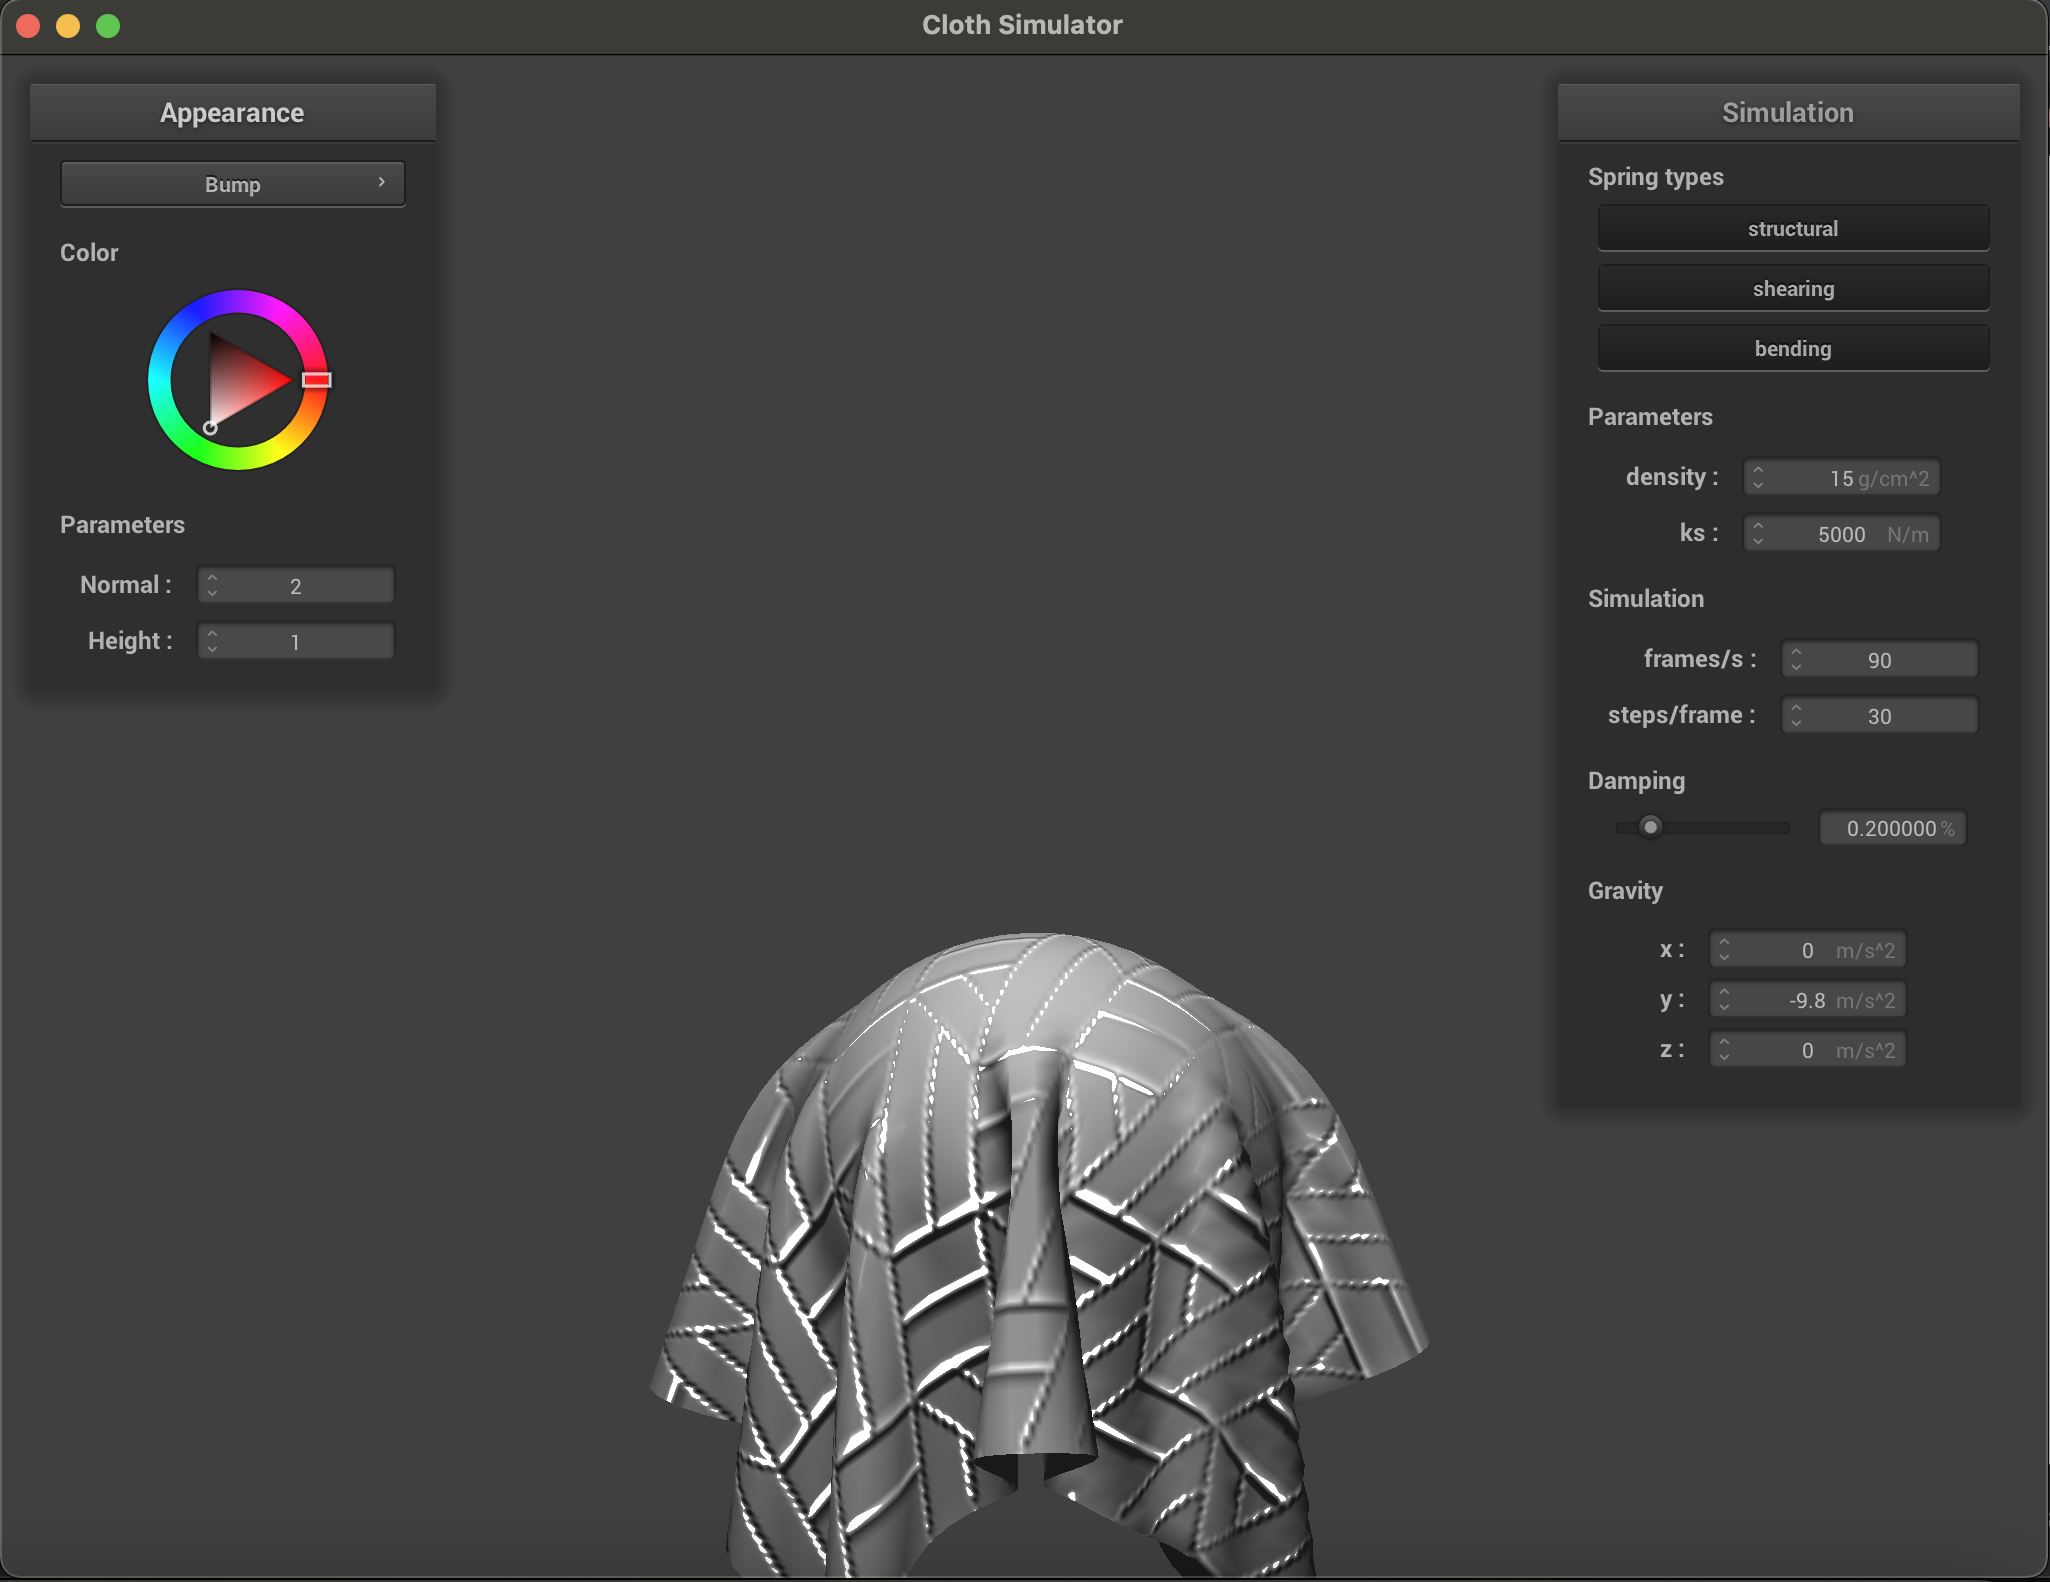 Cloth Simulator
Appearance
Bump
Color
Parameters
Normal : 2
Height : 1
Simulation
Spring types
structural
shearing
bending
Parameters
density : 15 g/cm^2
ks : 5000 N/m
Simulation
frames/s : 90
steps/frame : 30
Damping
0.200000 %
Gravity
x : 0 m/s^2
y : -9.8 m/s^2
z : 0 m/s^2